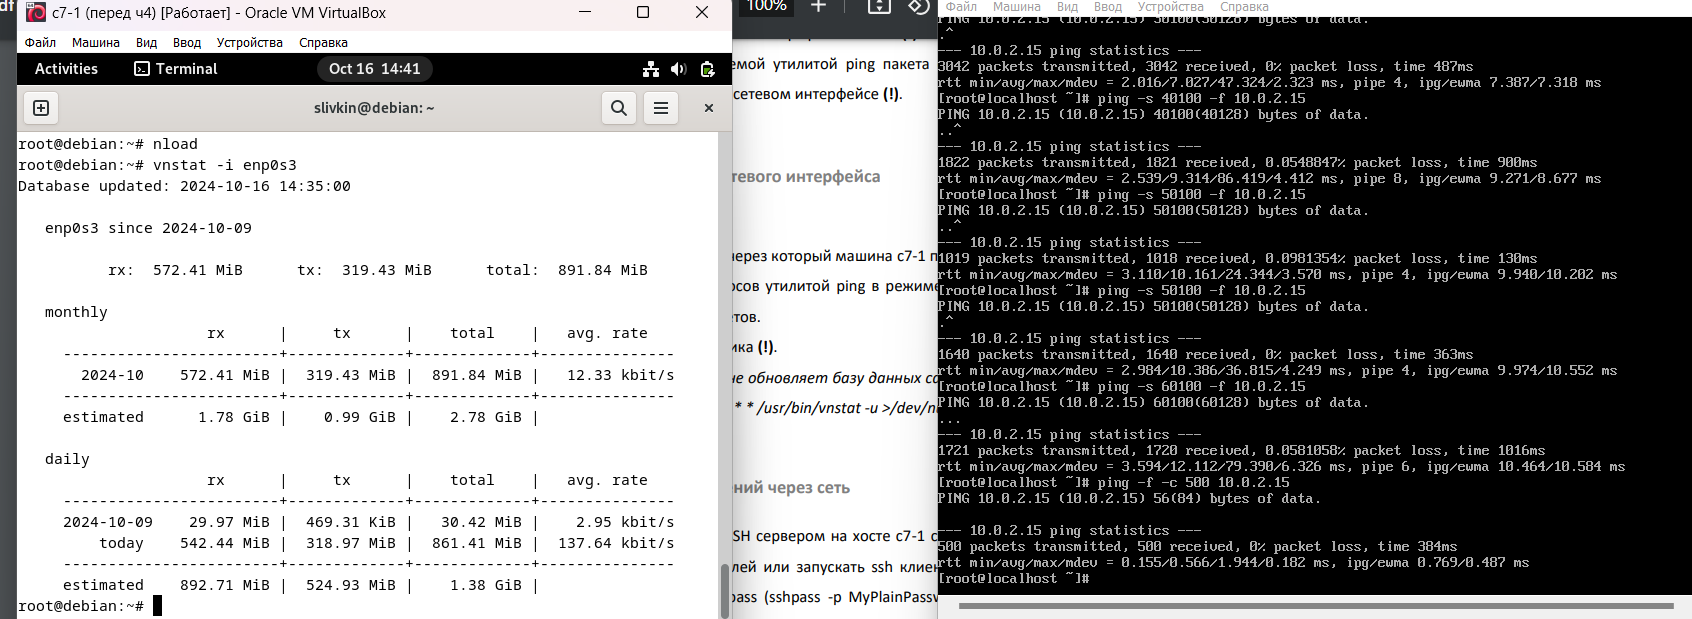 с7-1 (перед ч4) [Работает] - Oracle VM VirtualBox
Файл Машина Вид Ввод Устройства Справка
Activities Terminal Oct 16 14:41
slivkin@debian: ~
root@debian:~# nload
root@debian:~# vnstat -i enp0s3
Database updated: 2024-10-16 14:35:00
enp0s3 since 2024-10-09
rx: 572.41 MiB tx: 319.43 MiB total: 891.84 MiB
monthly
rx | tx | total | avg. rate
------------------------+-------------+-------------+---------------
2024-10 572.41 MiB | 319.43 MiB | 891.84 MiB | 12.33 kbit/s
------------------------+-------------+-------------+---------------
estimated 1.78 GiB | 0.99 GiB | 2.78 GiB |
daily
rx | tx | total | avg. rate
------------------------+-------------+-------------+---------------
2024-10-09 29.97 MiB | 469.31 KiB | 30.42 MiB | 2.95 kbit/s
today 542.44 MiB | 318.97 MiB | 861.41 MiB | 137.64 kbit/s
------------------------+-------------+-------------+---------------
estimated 892.71 MiB | 524.93 MiB | 1.38 GiB |
root@debian:~#
df
100%
емой утилитой ping пакета
сетевом интерфейсе (!).
тевого интерфейса
через который машина c7-1 п
осов утилитой ping в режиме
етов.
ика (!).
не обновляет базу данных са
* * /usr/bin/vnstat -u >/dev/n
ений через сеть
SH сервером на хосте c7-1 с
лей или запускать ssh клиен
pass (sshpass -p MyPlainPassw
Файл Машина Вид Ввод Устройства Справка
PING 10.0.2.15 (10.0.2.15) 30100(30128) bytes of data.
.^
--- 10.0.2.15 ping statistics ---
3042 packets transmitted, 3042 received, 0% packet loss, time 487ms
rtt min/avg/max/mdev = 2.016/7.027/47.324/2.323 ms, pipe 4, ipg/ewma 7.387/7.318 ms
[root@localhost ~]# ping -s 40100 -f 10.0.2.15
PING 10.0.2.15 (10.0.2.15) 40100(40128) bytes of data.
..^
--- 10.0.2.15 ping statistics ---
1822 packets transmitted, 1821 received, 0.0548847% packet loss, time 900ms
rtt min/avg/max/mdev = 2.539/9.314/86.419/4.412 ms, pipe 8, ipg/ewma 9.271/8.677 ms
[root@localhost ~]# ping -s 50100 -f 10.0.2.15
PING 10.0.2.15 (10.0.2.15) 50100(50128) bytes of data.
..^
--- 10.0.2.15 ping statistics ---
1019 packets transmitted, 1018 received, 0.0981354% packet loss, time 130ms
rtt min/avg/max/mdev = 3.110/10.161/24.344/3.570 ms, pipe 4, ipg/ewma 9.940/10.202 ms
[root@localhost ~]# ping -s 50100 -f 10.0.2.15
PING 10.0.2.15 (10.0.2.15) 50100(50128) bytes of data.
.^
--- 10.0.2.15 ping statistics ---
1640 packets transmitted, 1640 received, 0% packet loss, time 363ms
rtt min/avg/max/mdev = 2.984/10.386/36.815/4.249 ms, pipe 4, ipg/ewma 9.974/10.552 ms
[root@localhost ~]# ping -s 60100 -f 10.0.2.15
PING 10.0.2.15 (10.0.2.15) 60100(60128) bytes of data.
...
--- 10.0.2.15 ping statistics ---
1721 packets transmitted, 1720 received, 0.0581058% packet loss, time 1016ms
rtt min/avg/max/mdev = 3.594/12.112/79.390/6.326 ms, pipe 6, ipg/ewma 10.464/10.584 ms
[root@localhost ~]# ping -f -c 500 10.0.2.15
PING 10.0.2.15 (10.0.2.15) 56(84) bytes of data.
--- 10.0.2.15 ping statistics ---
500 packets transmitted, 500 received, 0% packet loss, time 384ms
rtt min/avg/max/mdev = 0.155/0.566/1.944/0.182 ms, ipg/ewma 0.769/0.487 ms
[root@localhost ~]#